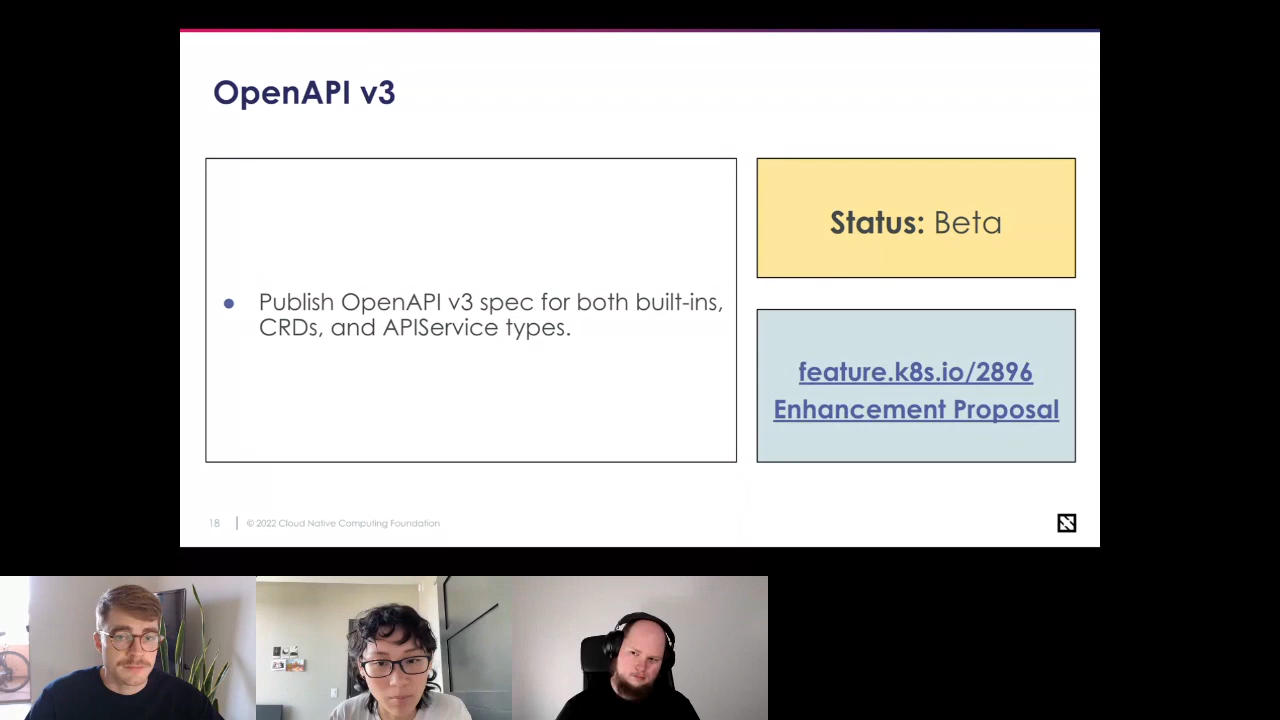 OpenAPI v3
● Publish OpenAPI v3 spec for both built-ins,
CRDs, and APIService types.
Status: Beta
feature.k8s.io/2896
Enhancement Proposal
18 | © 2022 Cloud Native Computing Foundation